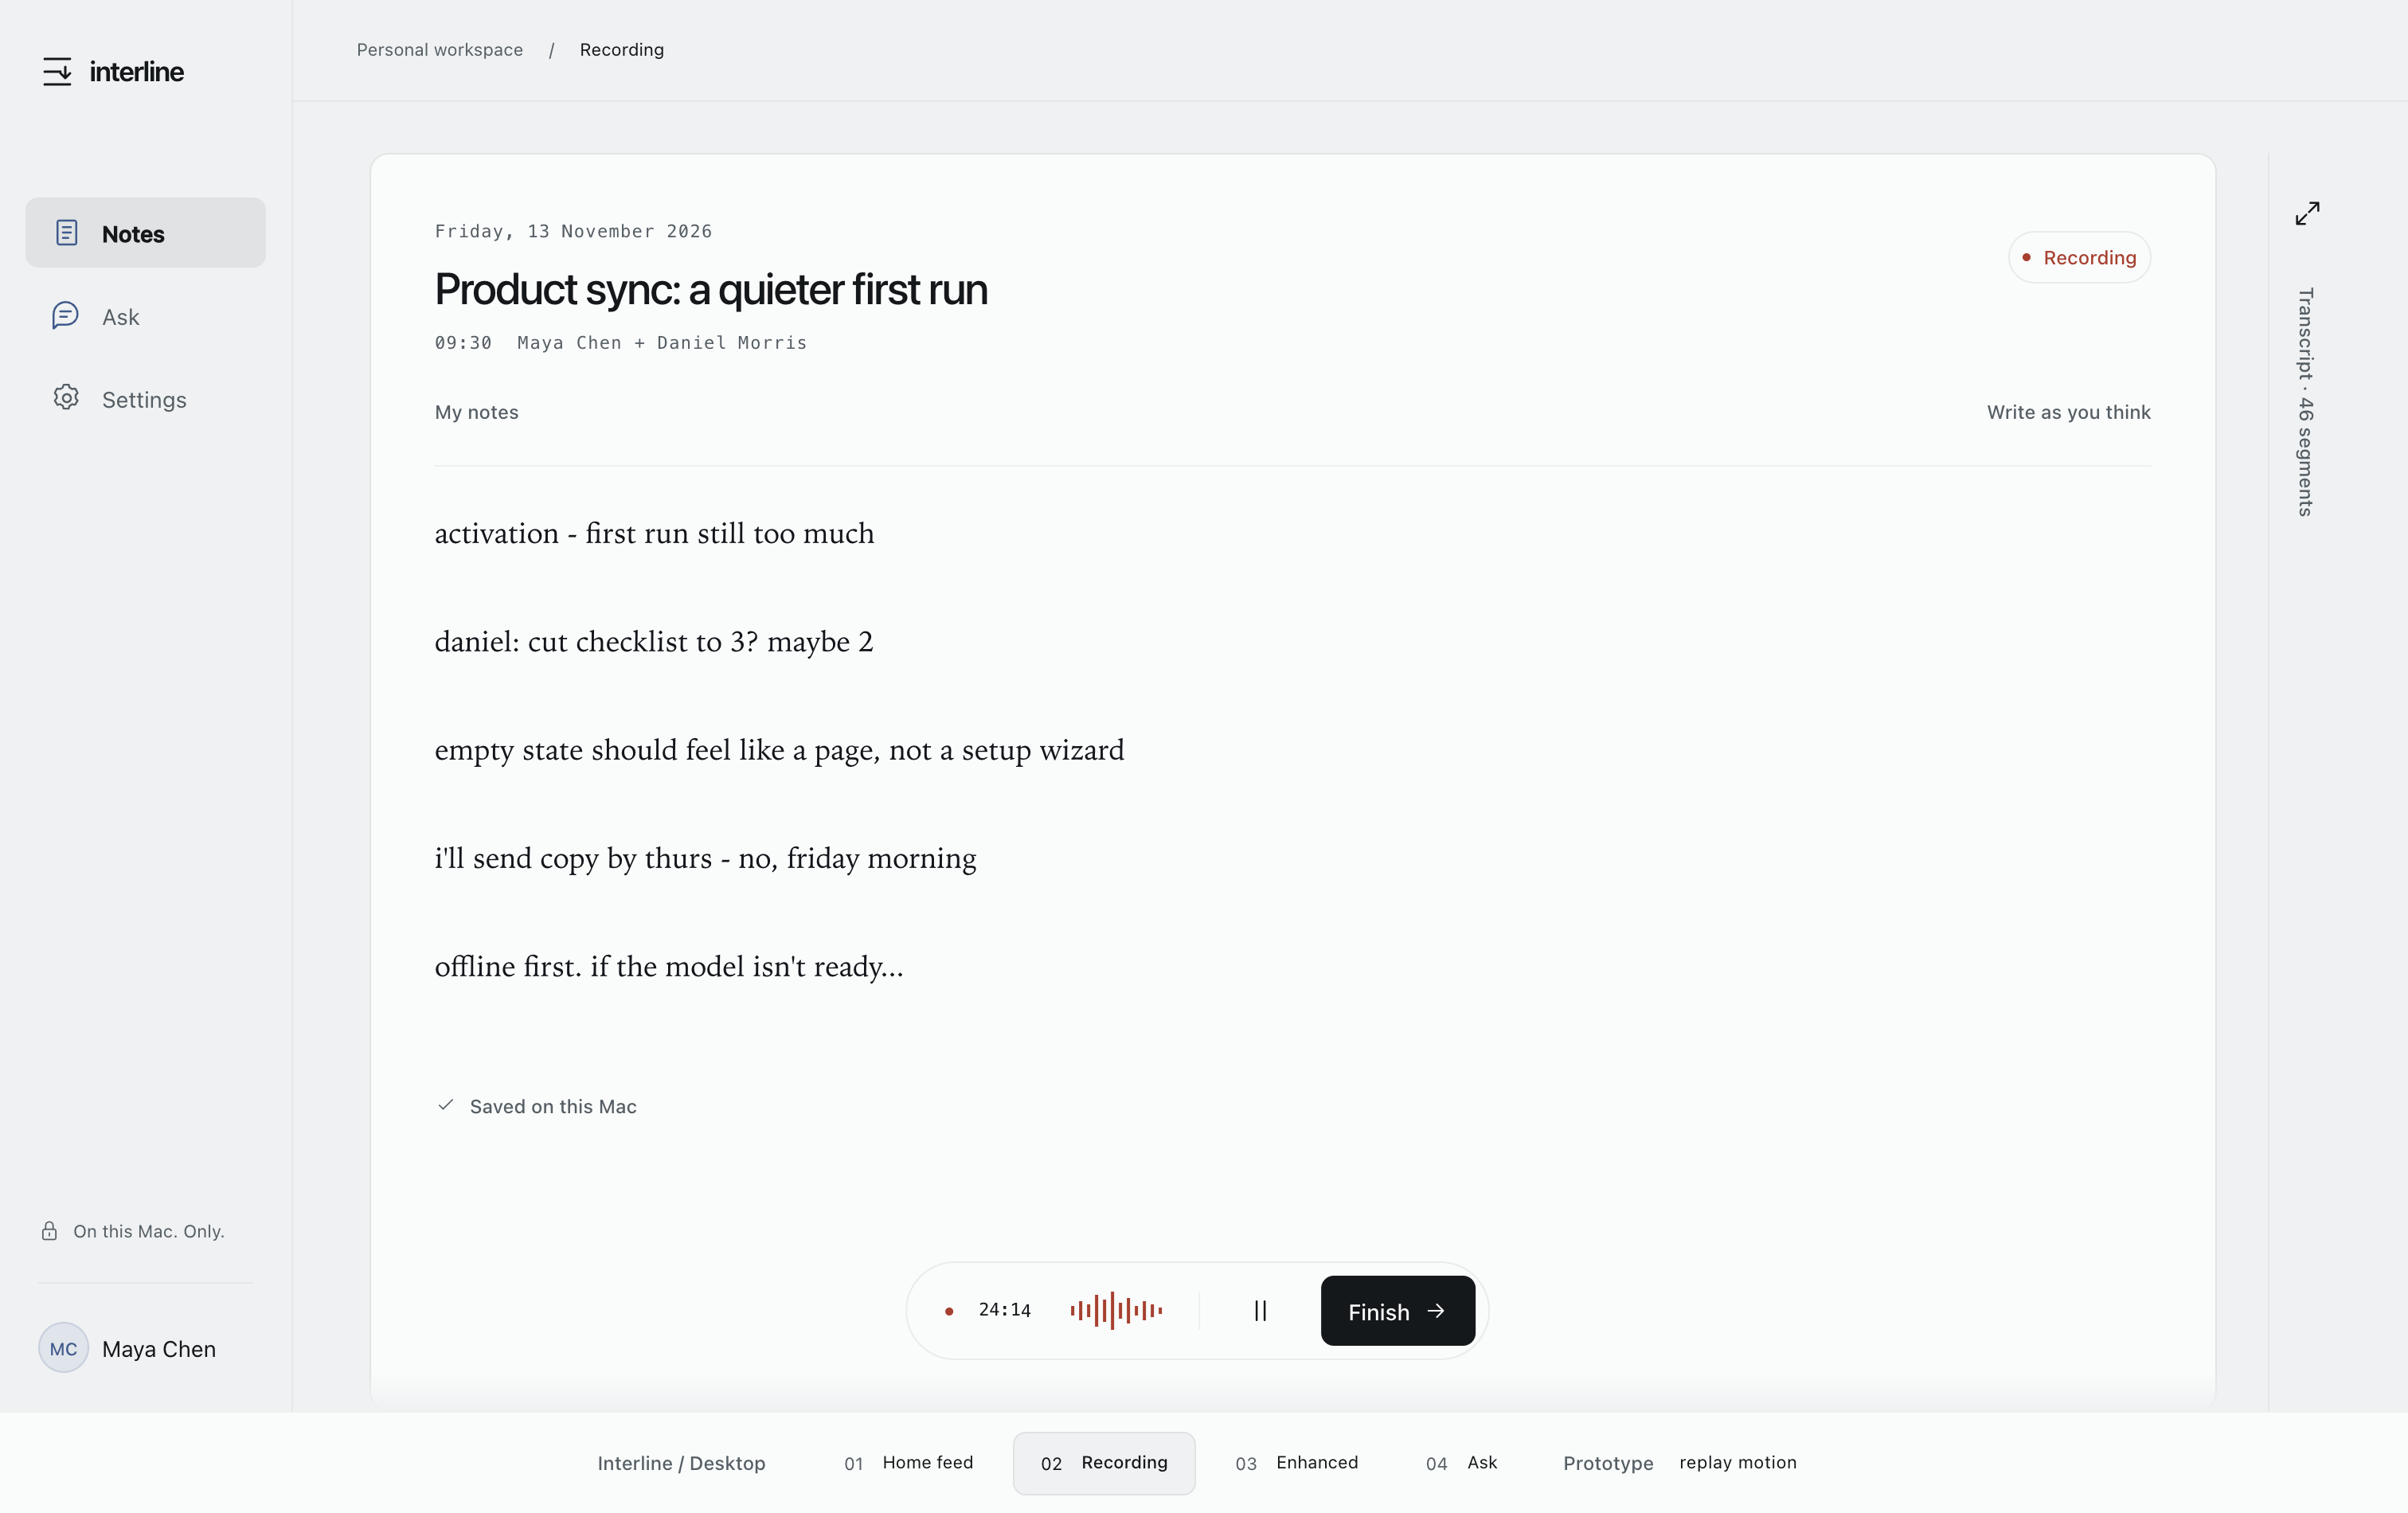 interline
Notes
Ask
Settings
On this Mac. Only.
MC
Maya Chen
Personal workspace / Recording
Friday, 13 November 2026
Product sync: a quieter first run
09:30 Maya Chen + Daniel Morris
Recording
My notes
Write as you think
activation - first run still too much
daniel: cut checklist to 3? maybe 2
empty state should feel like a page, not a setup wizard
i'll send copy by thurs - no, friday morning
offline first. if the model isn't ready...
Saved on this Mac
24:14
Finish
Transcript · 46 segments
Interline / Desktop
01 Home feed
02 Recording
03 Enhanced
04 Ask
Prototype
replay motion